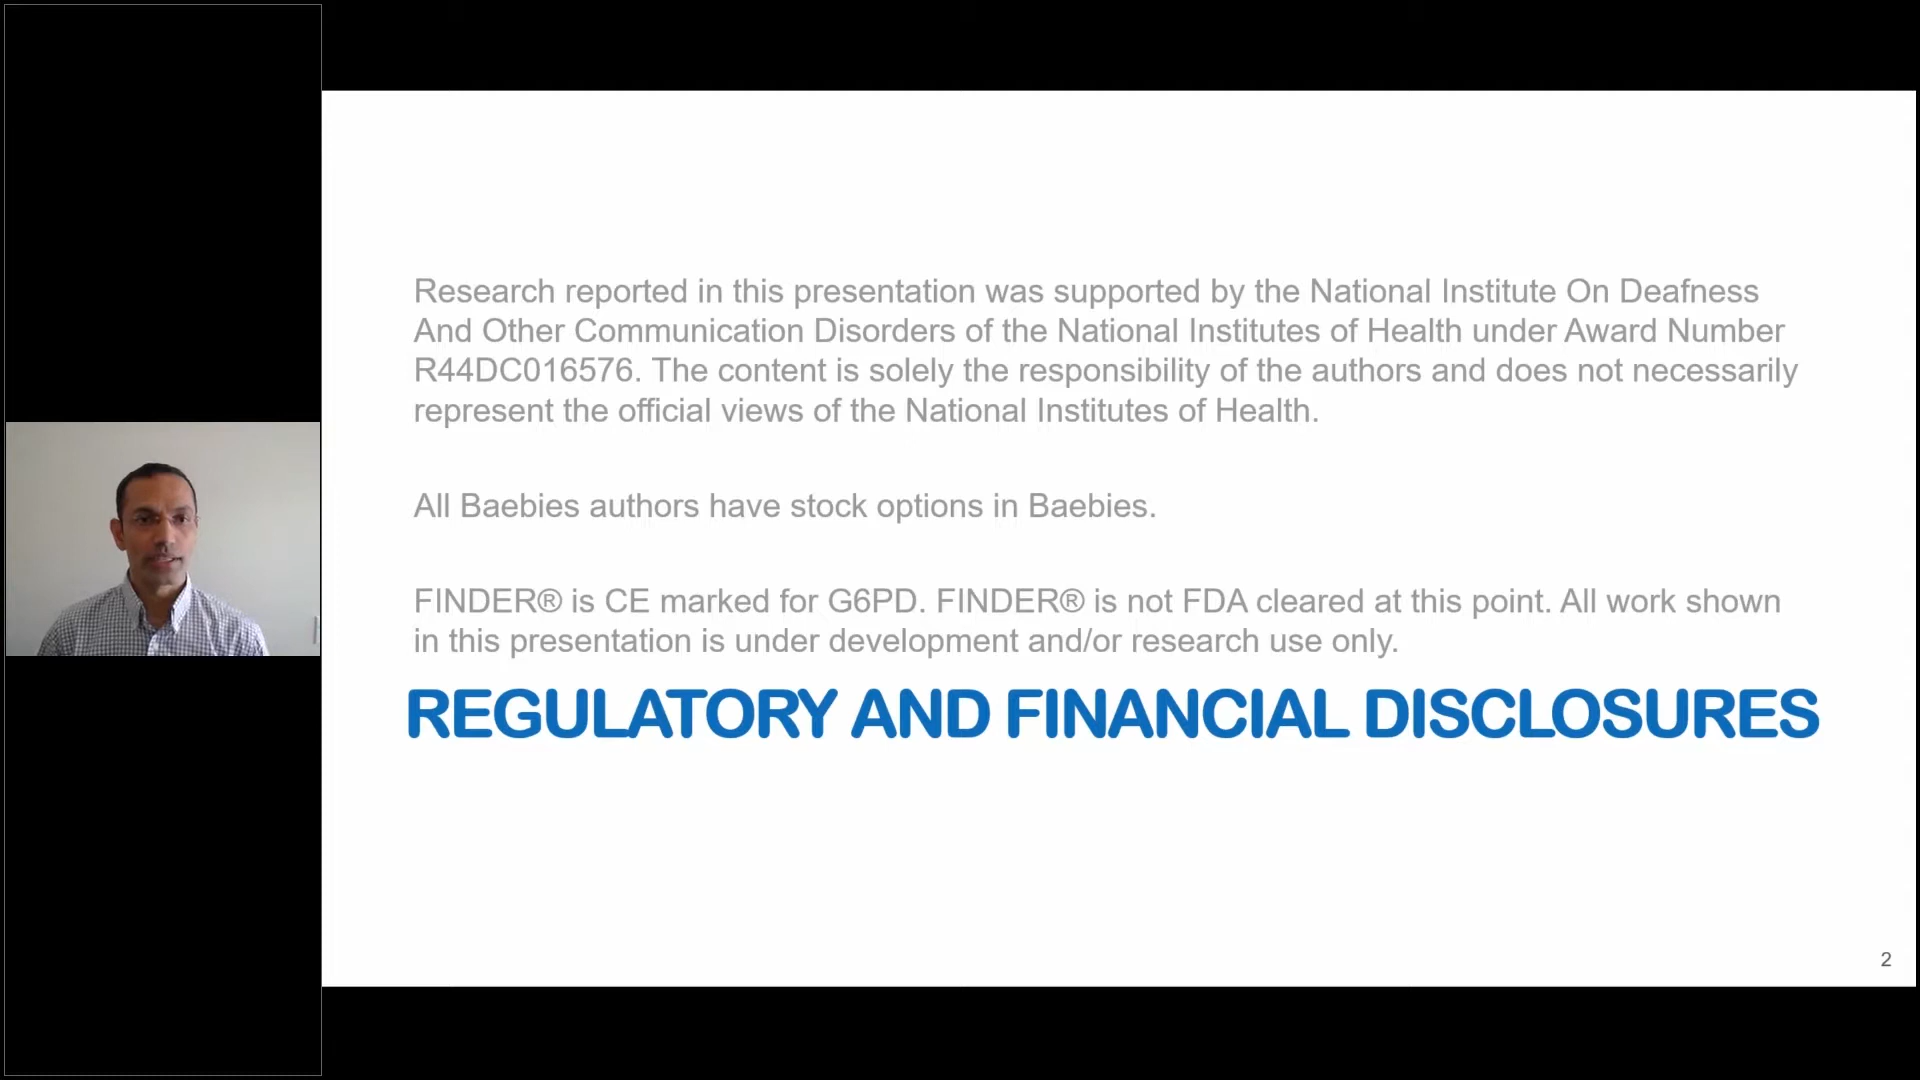 Research reported in this presentation was supported by the National Institute On Deafness
And Other Communication Disorders of the National Institutes of Health under Award Number
R44DC016576. The content is solely the responsibility of the authors and does not necessarily
represent the official views of the National Institutes of Health.
All Baebies authors have stock options in Baebies.
FINDER® is CE marked for G6PD. FINDER® is not FDA cleared at this point. All work shown
in this presentation is under development and/or research use only.
REGULATORY AND FINANCIAL DISCLOSURES
2